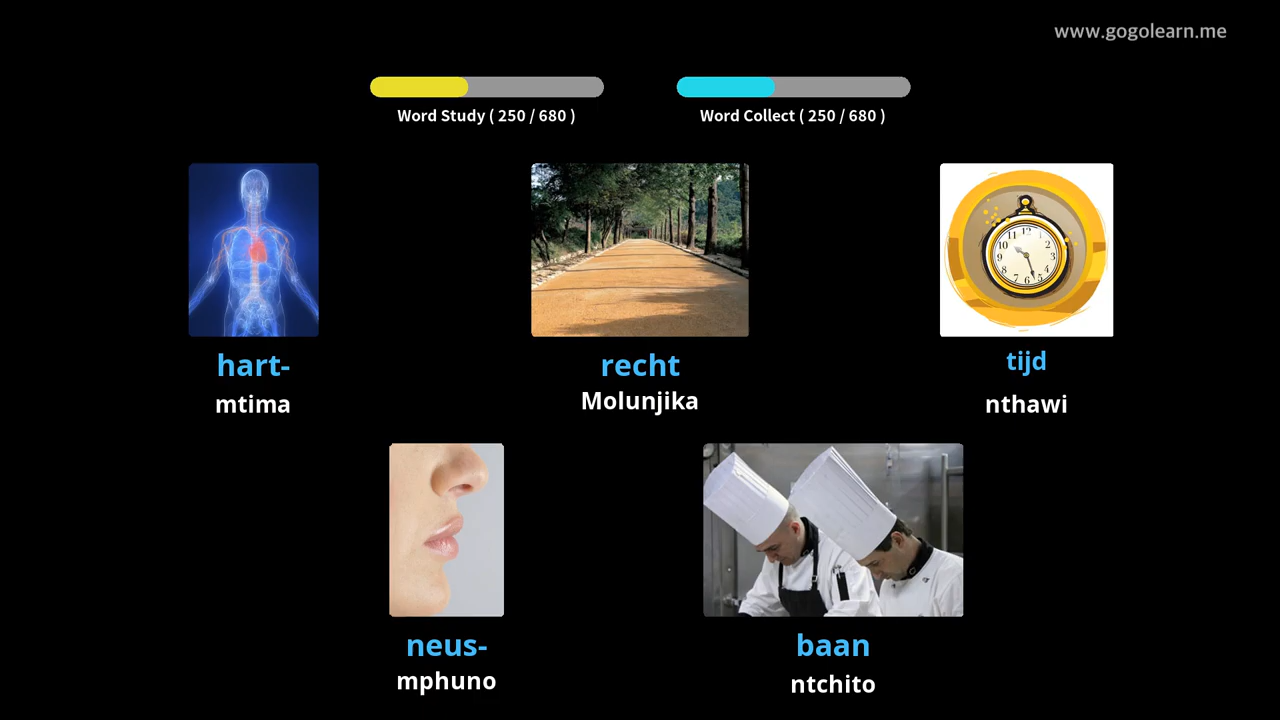 www.gogolearn.me
Word Study ( 250 / 680 )
Word Collect ( 250 / 680 )
hart-
mtima
recht
Molunjika
tijd
nthawi
neus-
mphuno
baan
ntchito